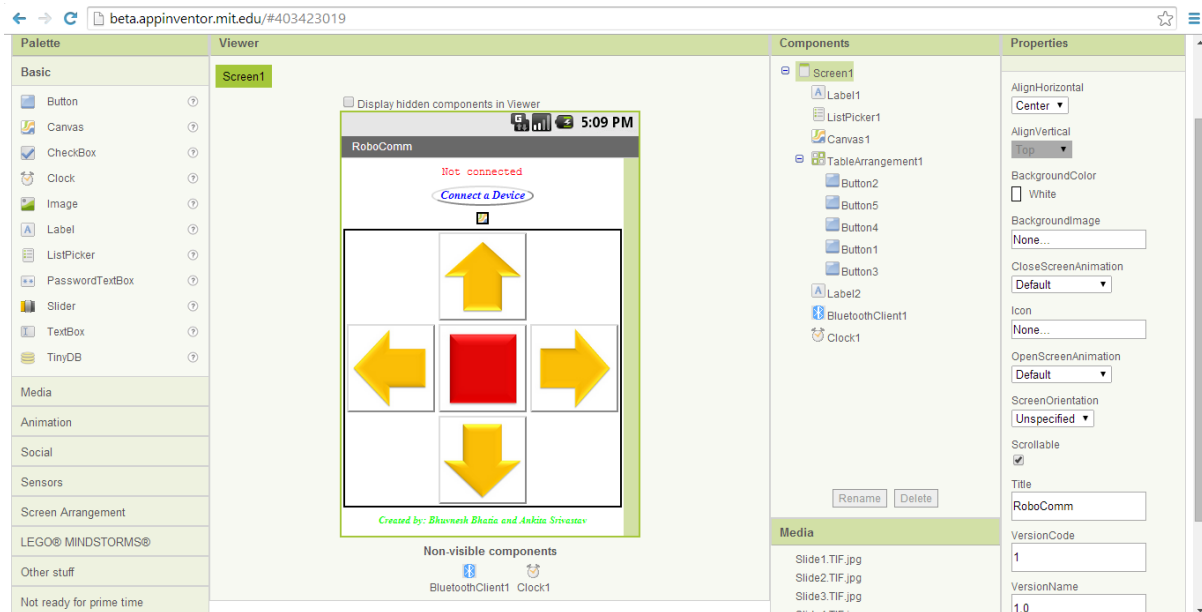 beta.appinventor.mit.edu/#403423019
Palette
Basic
Button
Canvas
CheckBox
Clock
Image
Label
ListPicker
PasswordTextBox
Slider
TextBox
TinyDB
Media
Animation
Social
Sensors
Screen Arrangement
LEGO® MINDSTORMS®
Other stuff
Not ready for prime time
Viewer
Screen1
Display hidden components in Viewer
5:09 PM
RoboComm
Not connected
Connect a Device
Created by: Bhuvnesh Bhatia and Ankita Srivastav
Non-visible components
BluetoothClient1 Clock1
Components
Screen1
Label1
ListPicker1
Canvas1
TableArrangement1
Button2
Button5
Button4
Button1
Button3
Label2
BluetoothClient1
Clock1
Rename Delete
Media
Slide1.TIF.jpg
Slide2.TIF.jpg
Slide3.TIF.jpg
Properties
AlignHorizontal
Center
AlignVertical
Top
BackgroundColor
White
BackgroundImage
None...
CloseScreenAnimation
Default
Icon
None...
OpenScreenAnimation
Default
ScreenOrientation
Unspecified
Scrollable
Title
RoboComm
VersionCode
1
VersionName
1.0